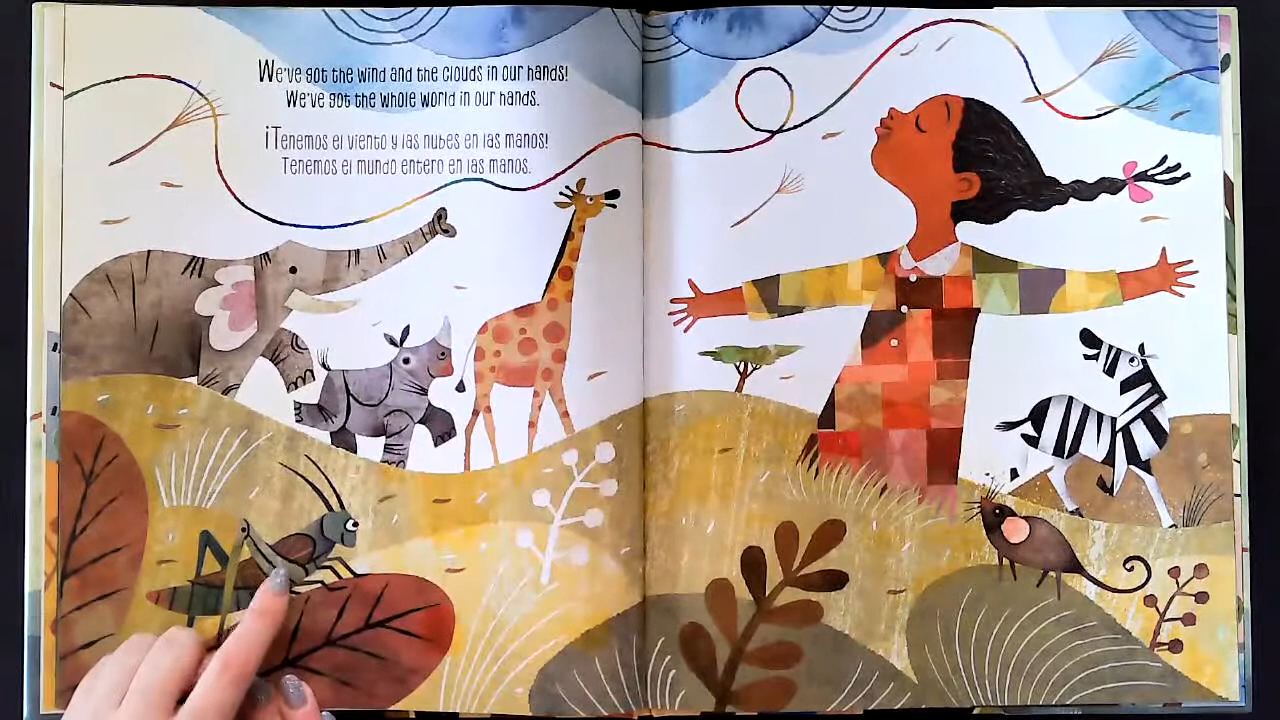 We've got the wind and the clouds in our hands!
We've got the whole world in our hands.
¡Tenemos el viento y las nubes en las manos!
Tenemos el mundo entero en las manos.